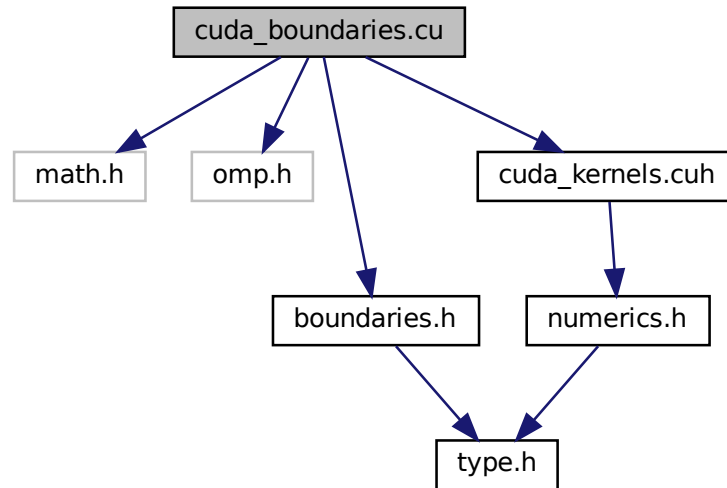 cuda_boundaries.cu
math.h
omp.h
cuda_kernels.cuh
boundaries.h
numerics.h
type.h